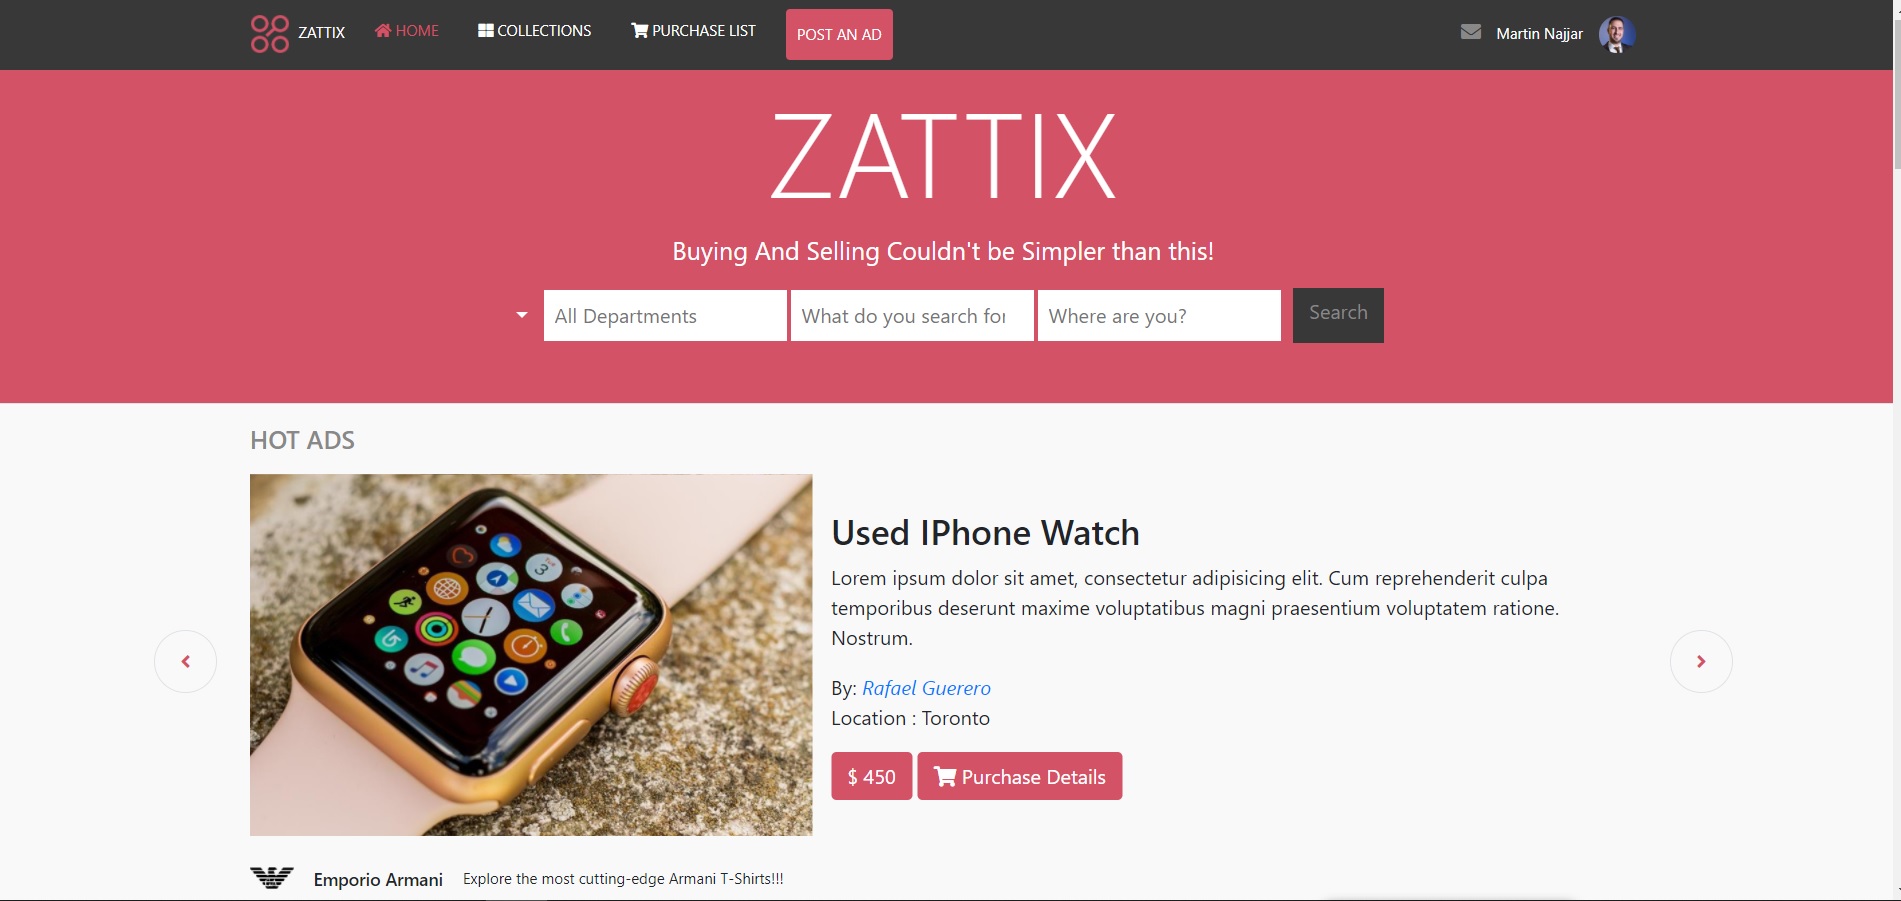 ZATTIX HOME COLLECTIONS PURCHASE LIST POST AN AD Martin Najjar
ZATTIX
Buying And Selling Couldn't be Simpler than this!
All Departments What do you search for Where are you? Search
HOT ADS
Used IPhone Watch
Lorem ipsum dolor sit amet, consectetur adipisicing elit. Cum reprehenderit culpa
temporibus deserunt maxime voluptatibus magni praesentium voluptatem ratione.
Nostrum.
By: Rafael Guerero
Location : Toronto
$ 450 Purchase Details
Emporio Armani Explore the most cutting-edge Armani T-Shirts!!!